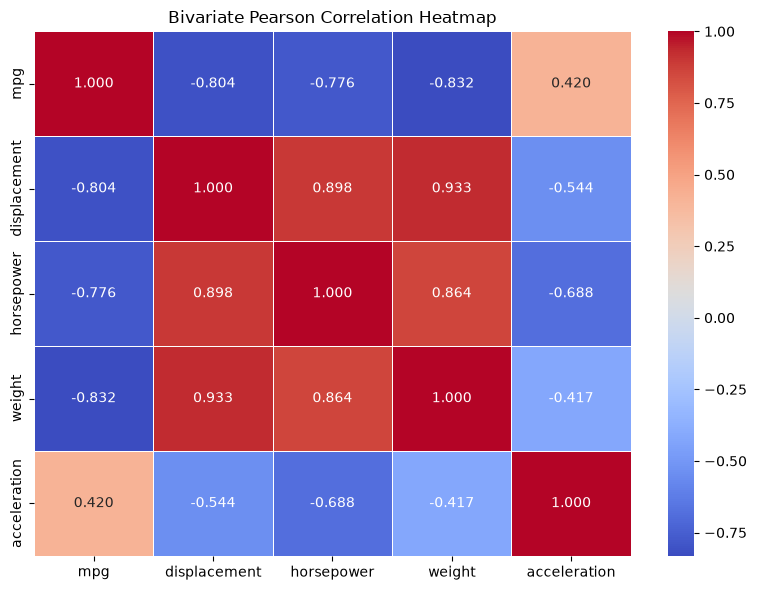 Bivariate Pearson Correlation Heatmap
mpg 1.000 -0.804 -0.776 -0.832 0.420
displacement -0.804 1.000 0.898 0.933 -0.544
horsepower -0.776 0.898 1.000 0.864 -0.688
weight -0.832 0.933 0.864 1.000 -0.417
acceleration 0.420 -0.544 -0.688 -0.417 1.000
mpg displacement horsepower weight acceleration
1.00
0.75
0.50
0.25
0.00
−0.25
−0.50
−0.75